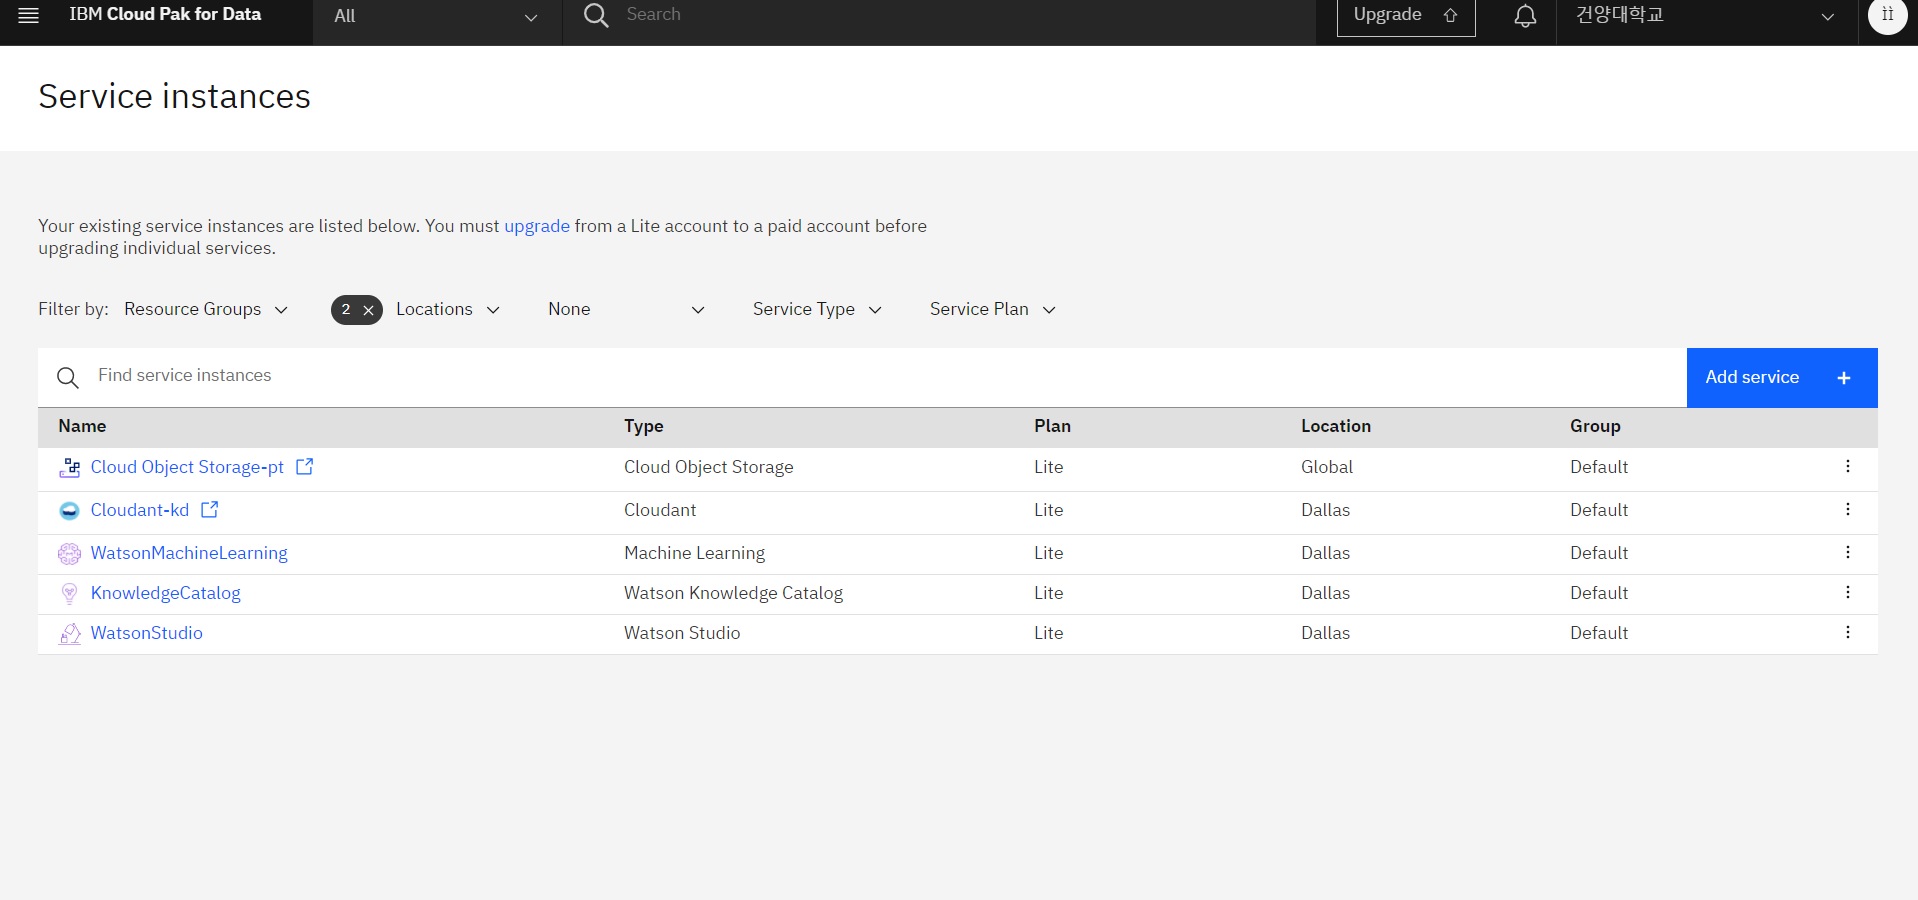 IBM Cloud Pak for Data All Search Upgrade 건양대학교 ÌÌ
Service instances
Your existing service instances are listed below. You must upgrade from a Lite account to a paid account before
upgrading individual services.
Filter by: Resource Groups 2 × Locations None Service Type Service Plan
Find service instances Add service +
Name Type Plan Location Group
Cloud Object Storage-pt Cloud Object Storage Lite Global Default
Cloudant-kd Cloudant Lite Dallas Default
WatsonMachineLearning Machine Learning Lite Dallas Default
KnowledgeCatalog Watson Knowledge Catalog Lite Dallas Default
WatsonStudio Watson Studio Lite Dallas Default